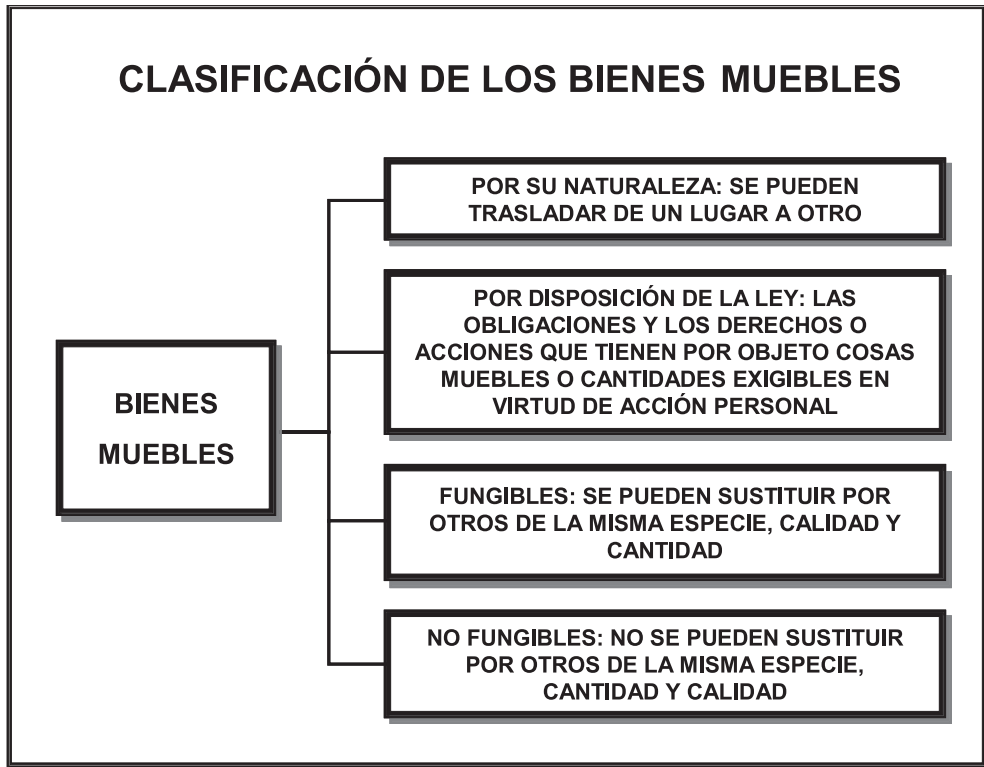 CLASIFICACIÓN DE LOS BIENES MUEBLES
BIENES
MUEBLES
POR SU NATURALEZA: SE PUEDEN
TRASLADAR DE UN LUGAR A OTRO
POR DISPOSICIÓN DE LA LEY: LAS
OBLIGACIONES Y LOS DERECHOS O
ACCIONES QUE TIENEN POR OBJETO COSAS
MUEBLES O CANTIDADES EXIGIBLES EN
VIRTUD DE ACCIÓN PERSONAL
FUNGIBLES: SE PUEDEN SUSTITUIR POR
OTROS DE LA MISMA ESPECIE, CALIDAD Y
CANTIDAD
NO FUNGIBLES: NO SE PUEDEN SUSTITUIR
POR OTROS DE LA MISMA ESPECIE,
CANTIDAD Y CALIDAD